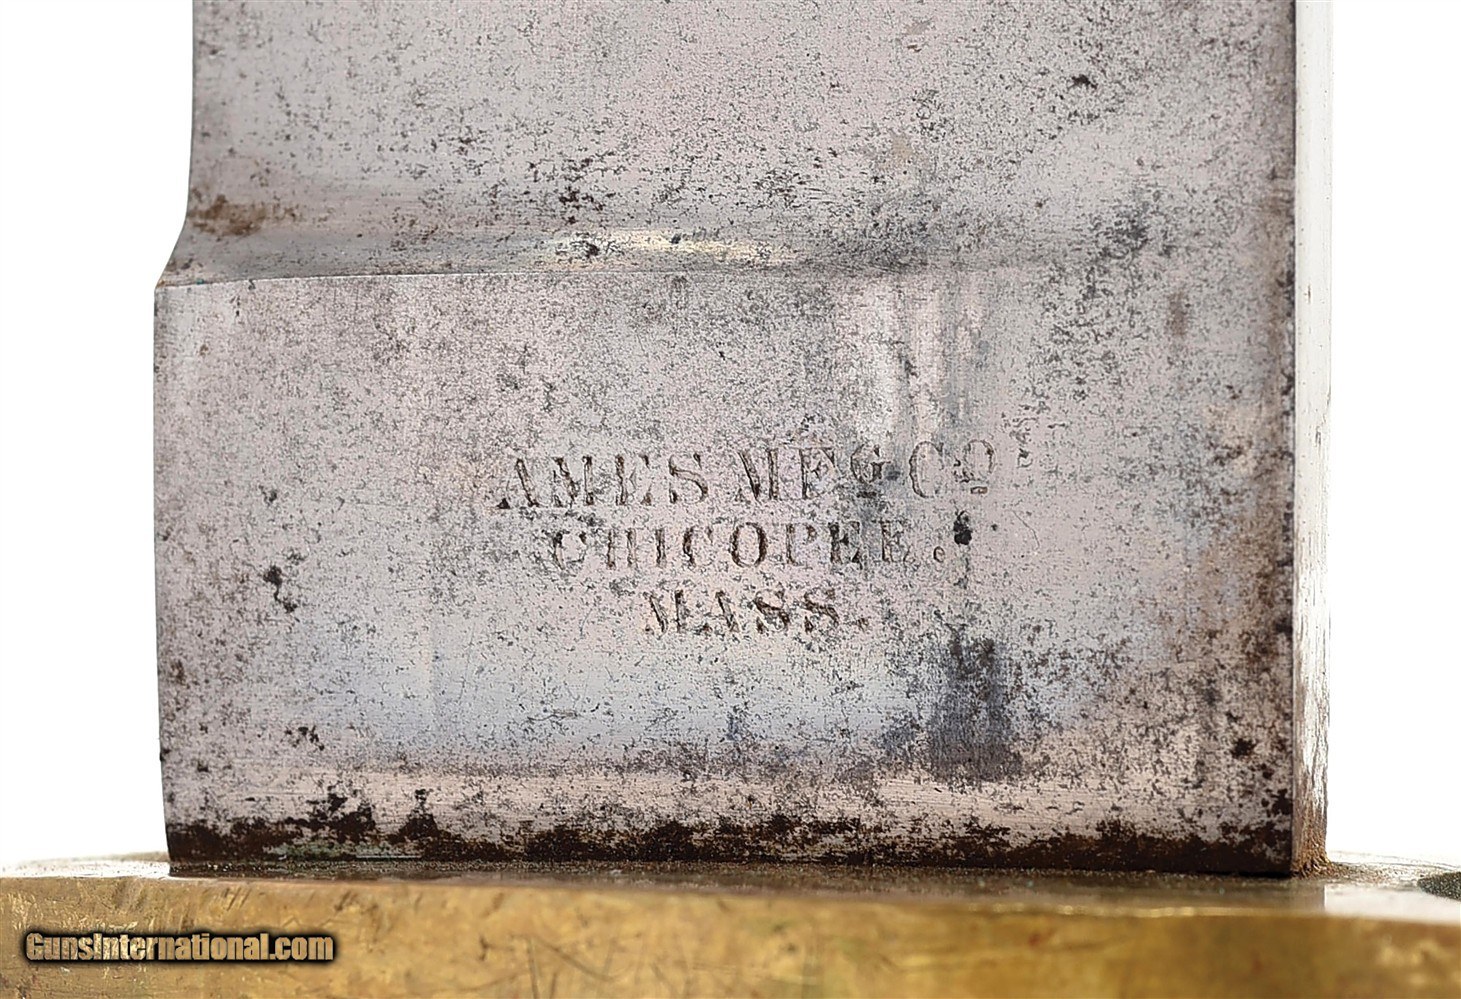 AMES MFG CO
CHICOPEE.
MASS.
GunsInternational.com